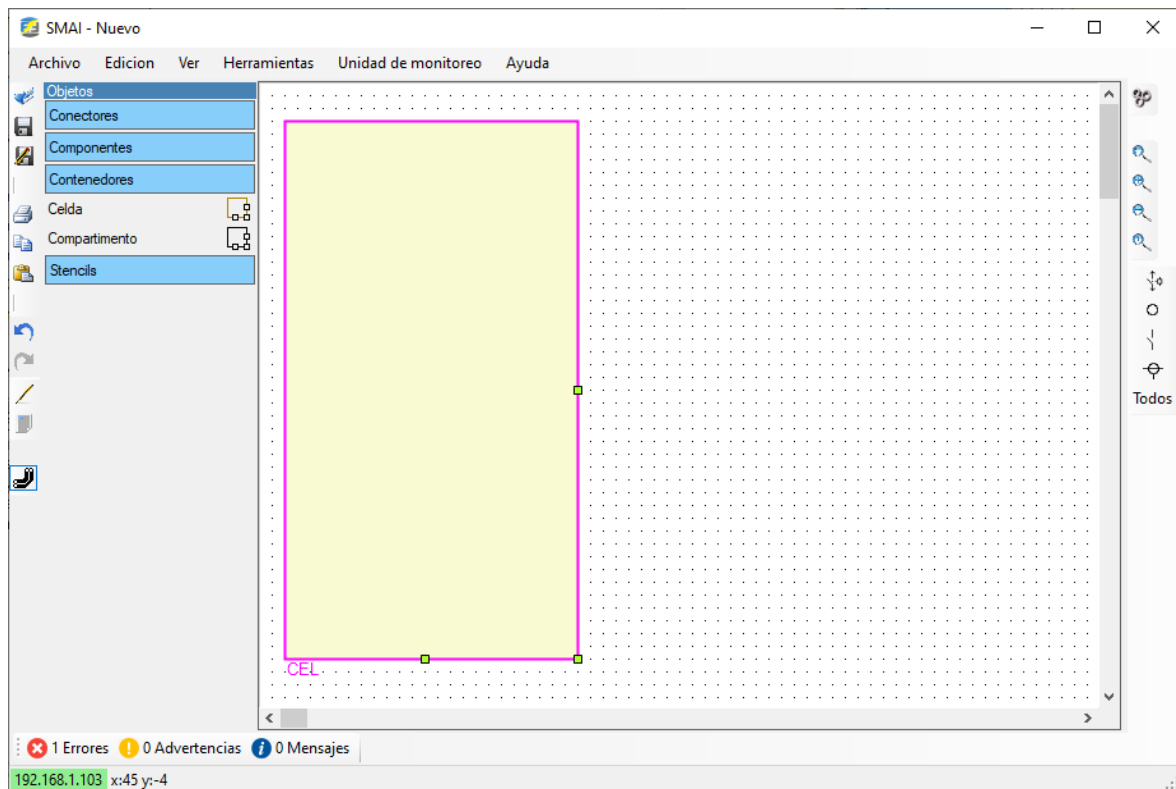 SMAI - Nuevo
Archivo Edicion Ver Herramientas Unidad de monitoreo Ayuda
Objetos
Conectores
Componentes
Contenedores
Celda
Compartimento
Stencils
CEL
Todos
1 Errores 0 Advertencias 0 Mensajes
192.168.1.103 x:45 y:-4